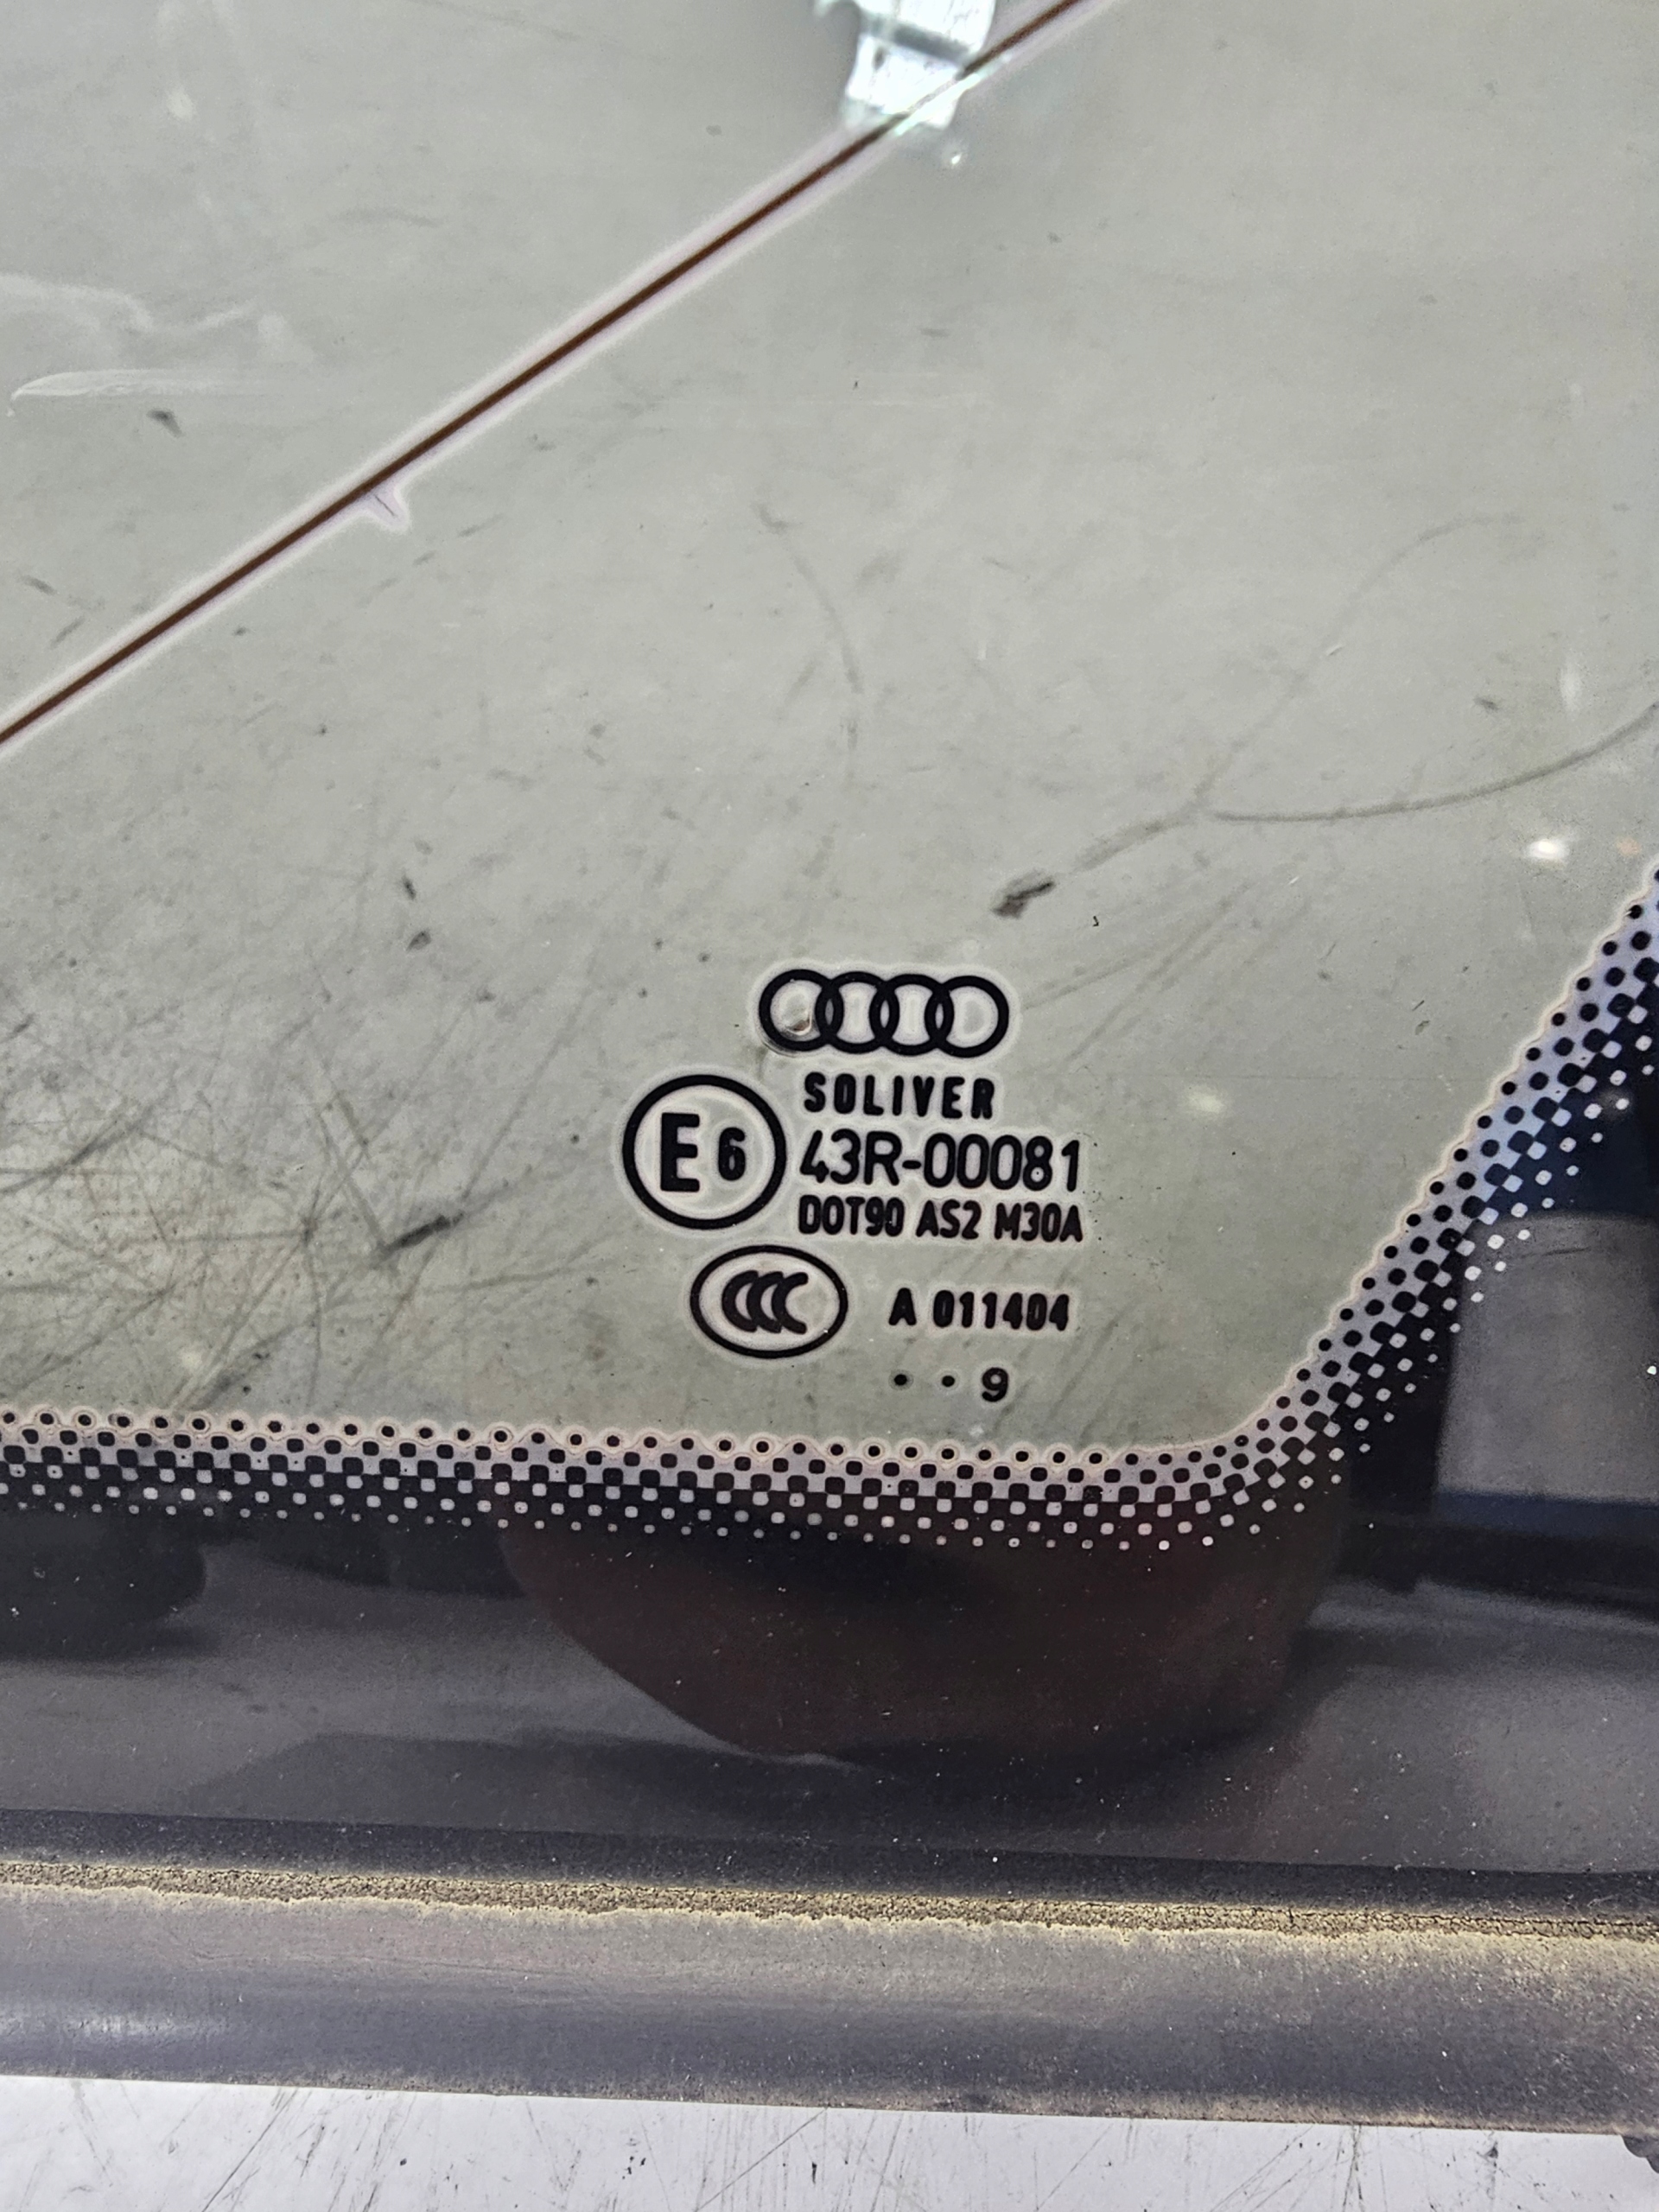 SOLIVER
E6 43R-00081
DOT90 AS2 M30A
CCC A 011404
. . 9